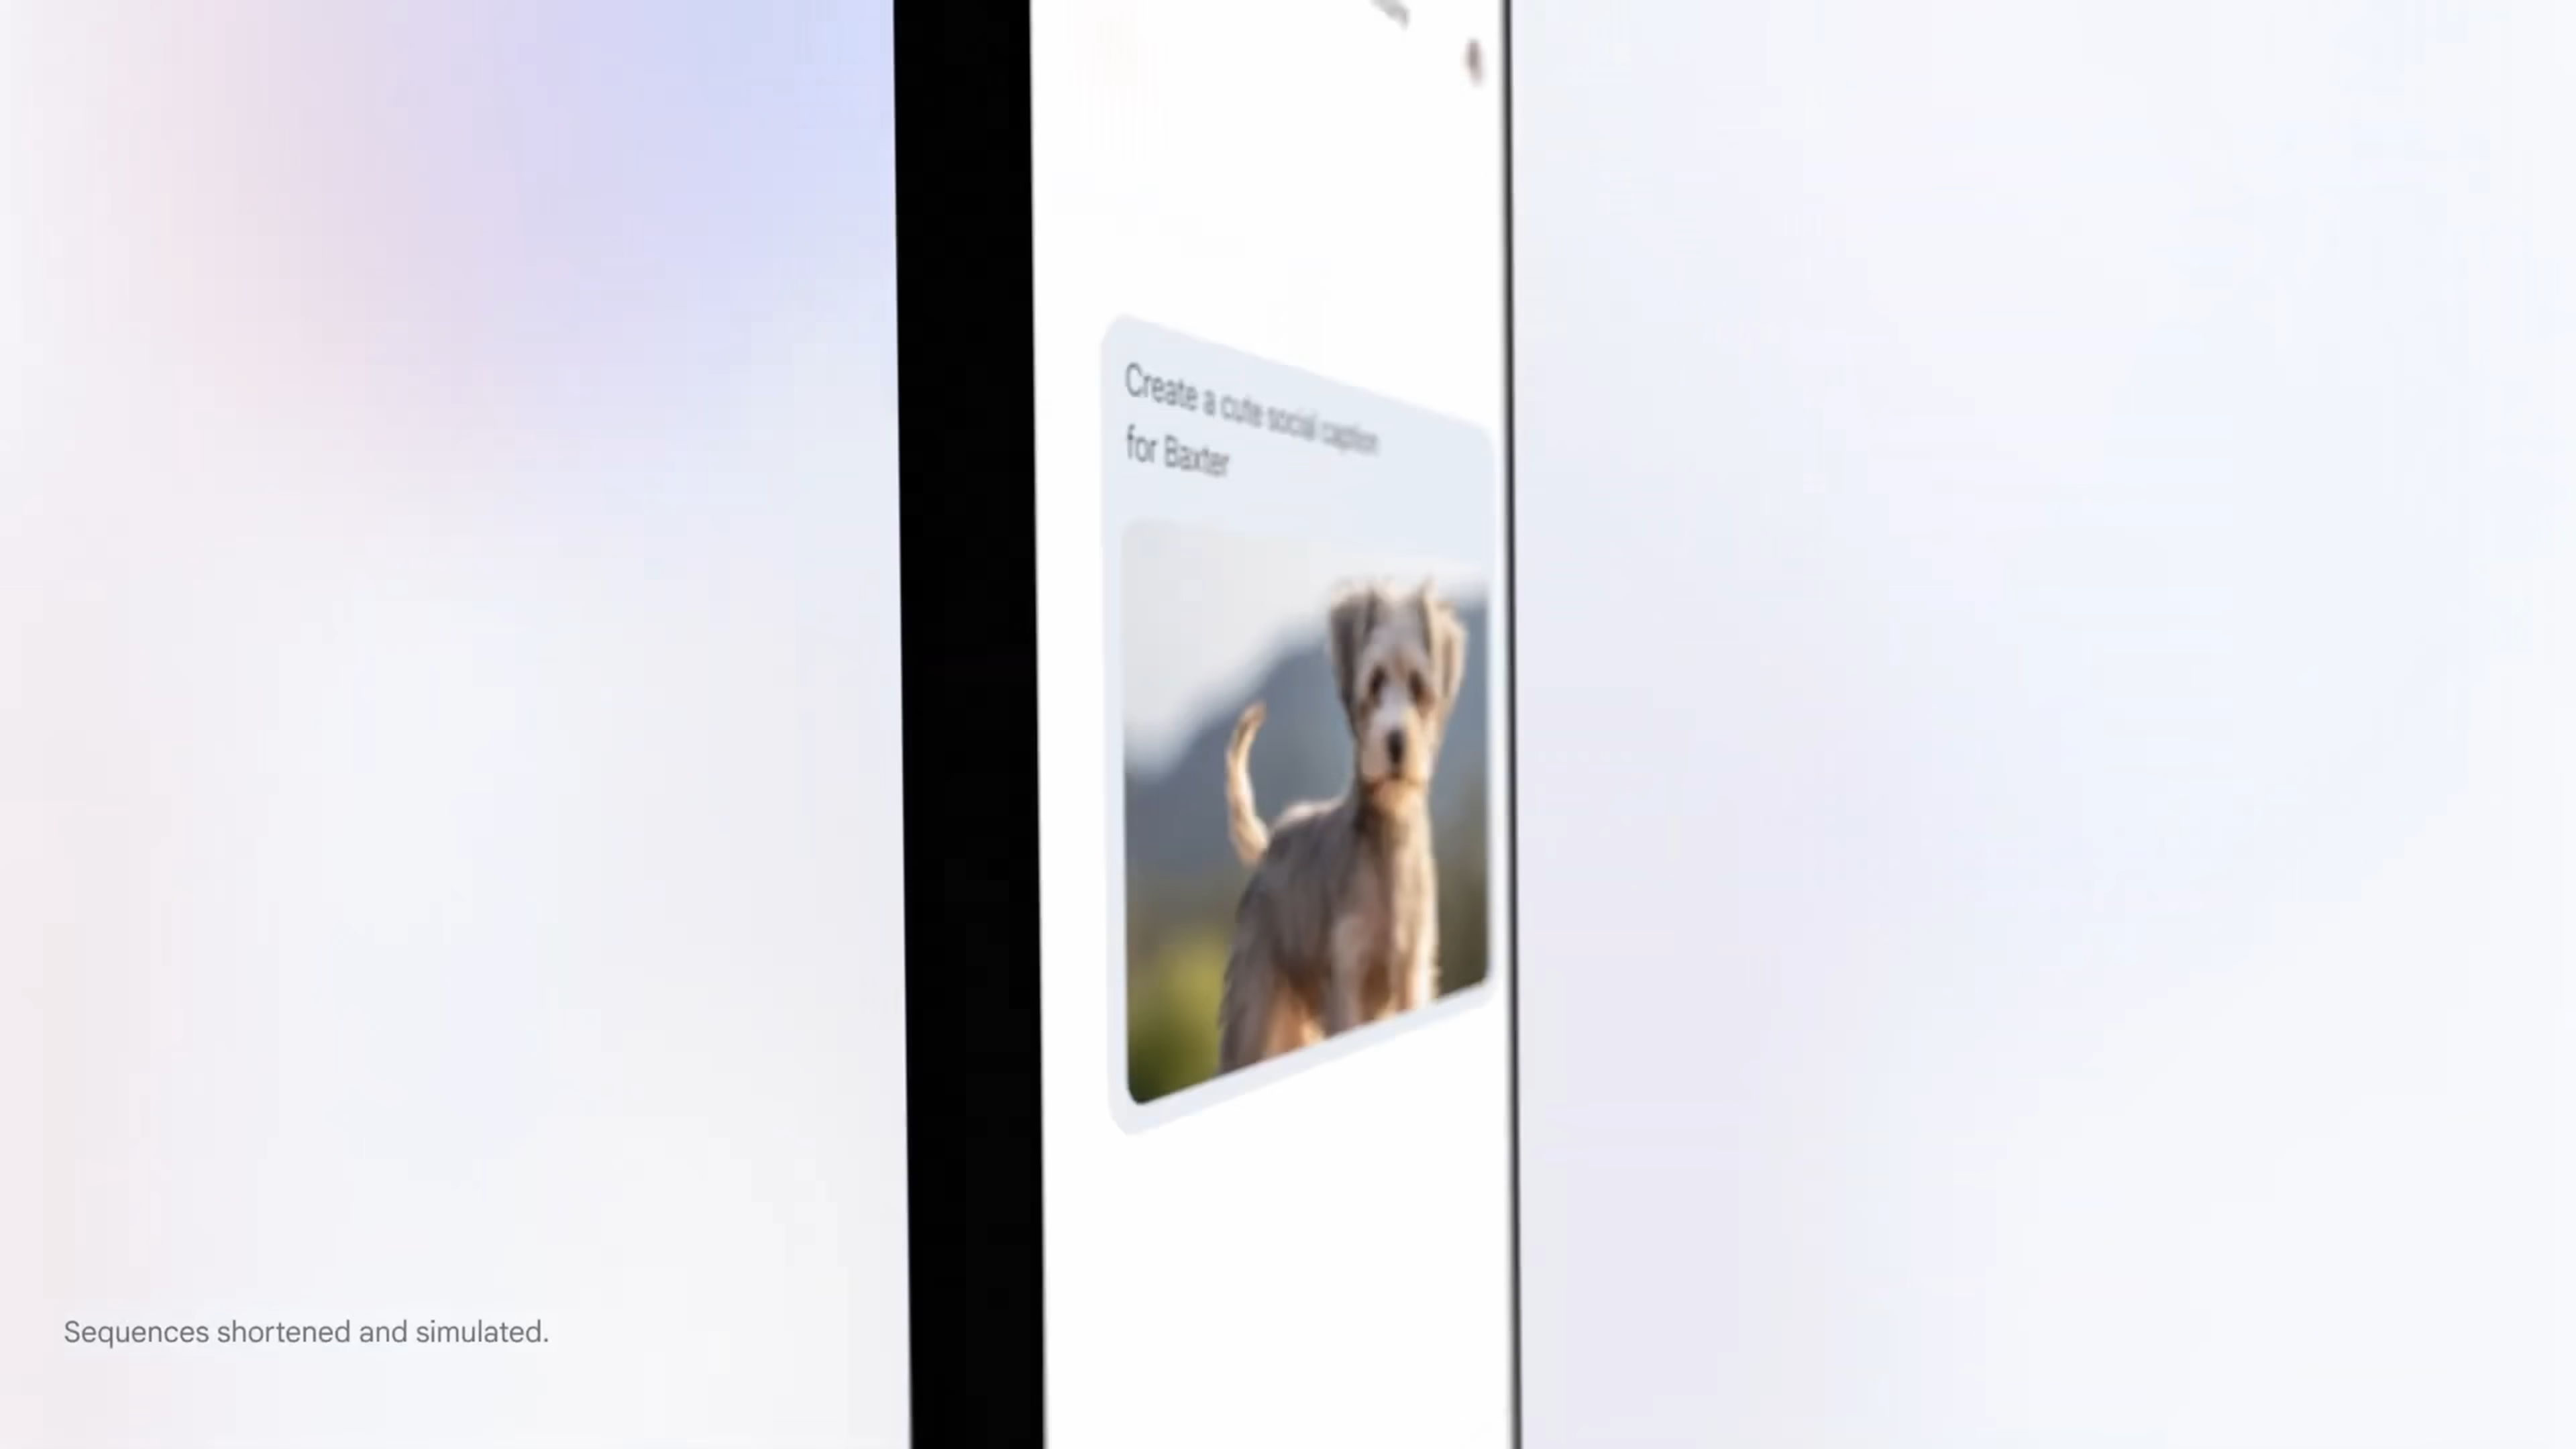 Create a cute social caption
for Baxter
Sequences shortened and simulated.